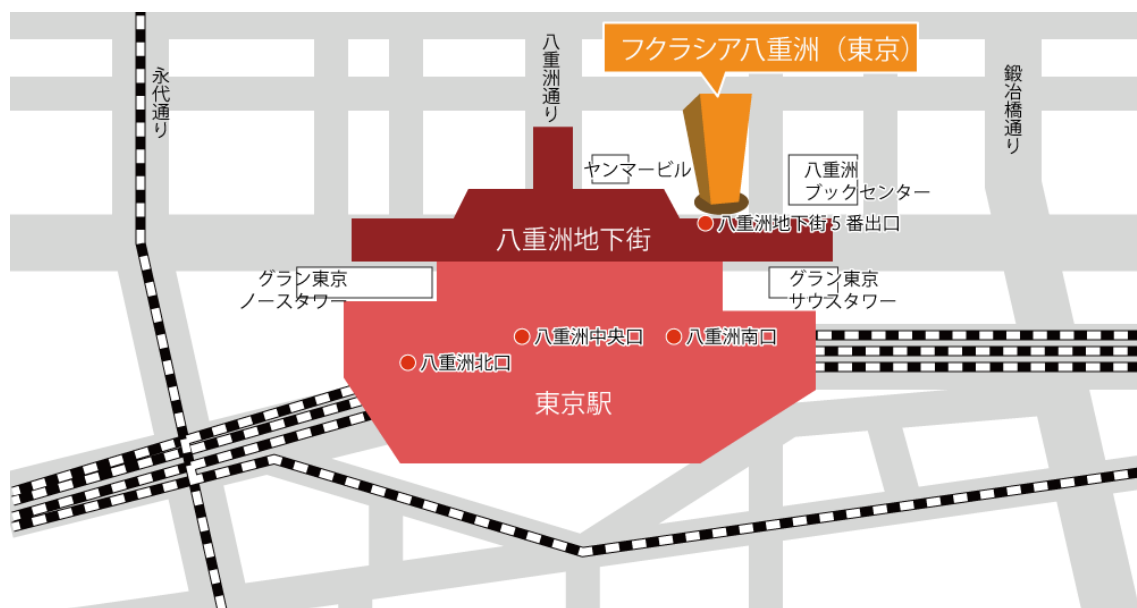 フクラシア八重洲（東京）
永代通り
八重洲通り
鍛冶橋通り
ヤンマービル
八重洲
ブックセンター
八重洲地下街5番出口
八重洲地下街
グラン東京
ノースタワー
グラン東京
サウスタワー
八重洲中央口
八重洲南口
八重洲北口
東京駅